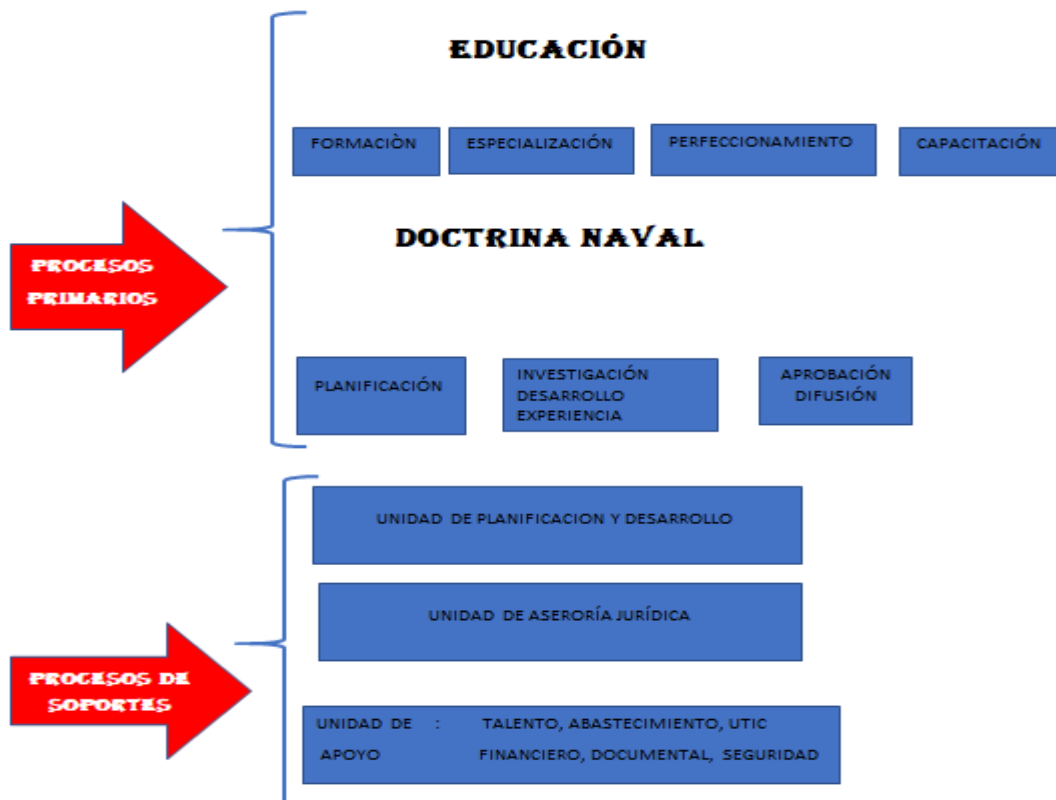 EDUCACIÓN
FORMACIÒN
ESPECIALIZACIÓN
PERFECCIONAMIENTO
CAPACITACIÓN
PROCESOS
PRIMARIOS
DOCTRINA NAVAL
PLANIFICACIÓN
INVESTIGACIÓN
DESARROLLO
EXPERIENCIA
APROBACIÓN
DIFUSIÓN
PROCESOS DE
SOPORTES
UNIDAD DE PLANIFICACION Y DESARROLLO
UNIDAD DE ASERORÍA JURÍDICA
UNIDAD DE : TALENTO, ABASTECIMIENTO, UTIC
APOYO FINANCIERO, DOCUMENTAL, SEGURIDAD